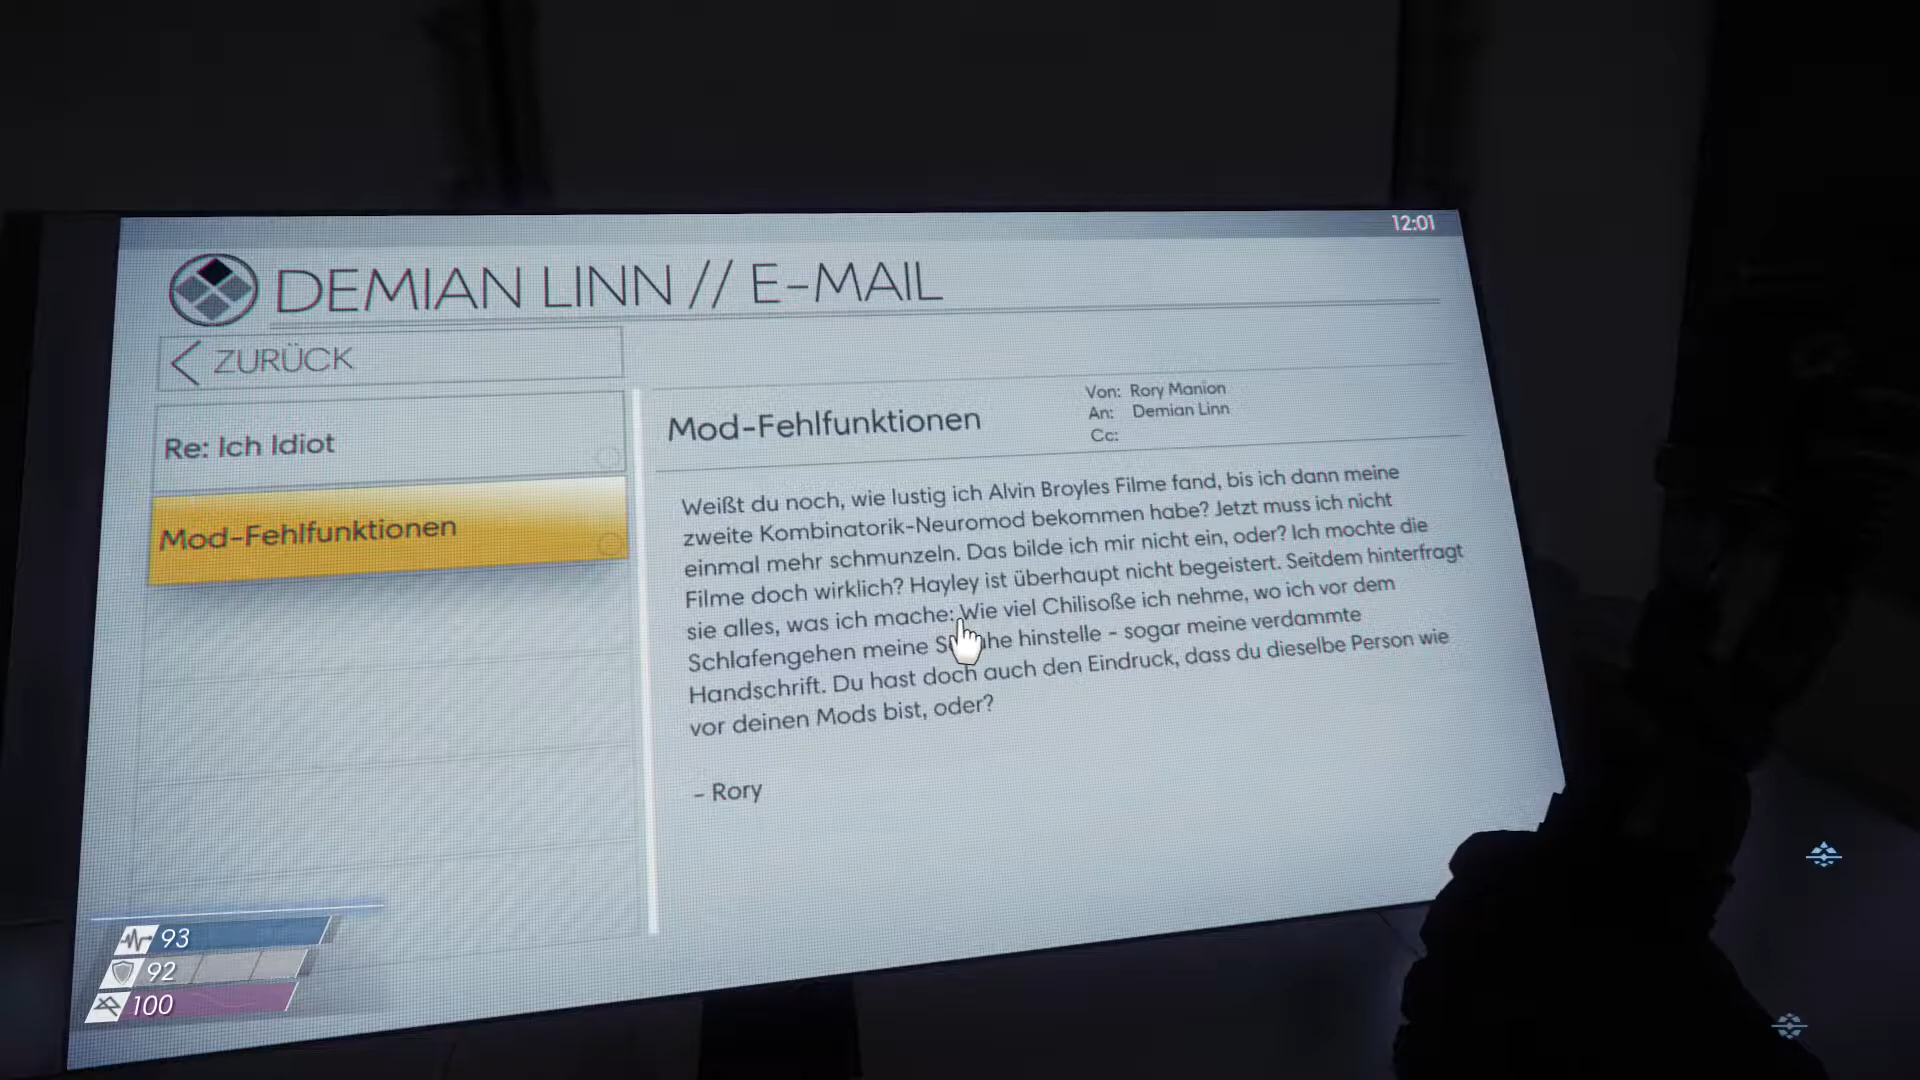 12:01
DEMIAN LINN // E-MAIL
ZURÜCK
Re: Ich Idiot
Mod-Fehlfunktionen
Mod-Fehlfunktionen
Von: Rory Manion
An: Demian Linn
Cc:
Weißt du noch, wie lustig ich Alvin Broyles Filme fand, bis ich dann meine
zweite Kombinatorik-Neuromod bekommen habe? Jetzt muss ich nicht
einmal mehr schmunzeln. Das bilde ich mir nicht ein, oder? Ich mochte die
Filme doch wirklich? Hayley ist überhaupt nicht begeistert. Seitdem hinterfragt
sie alles, was ich mache: Wie viel Chilisoße ich nehme, wo ich vor dem
Schlafengehen meine hinstelle - sogar meine verdammte
Handschrift. Du hast doch auch den Eindruck, dass du dieselbe Person wie
vor deinen Mods bist, oder?
- Rory
93
92
100